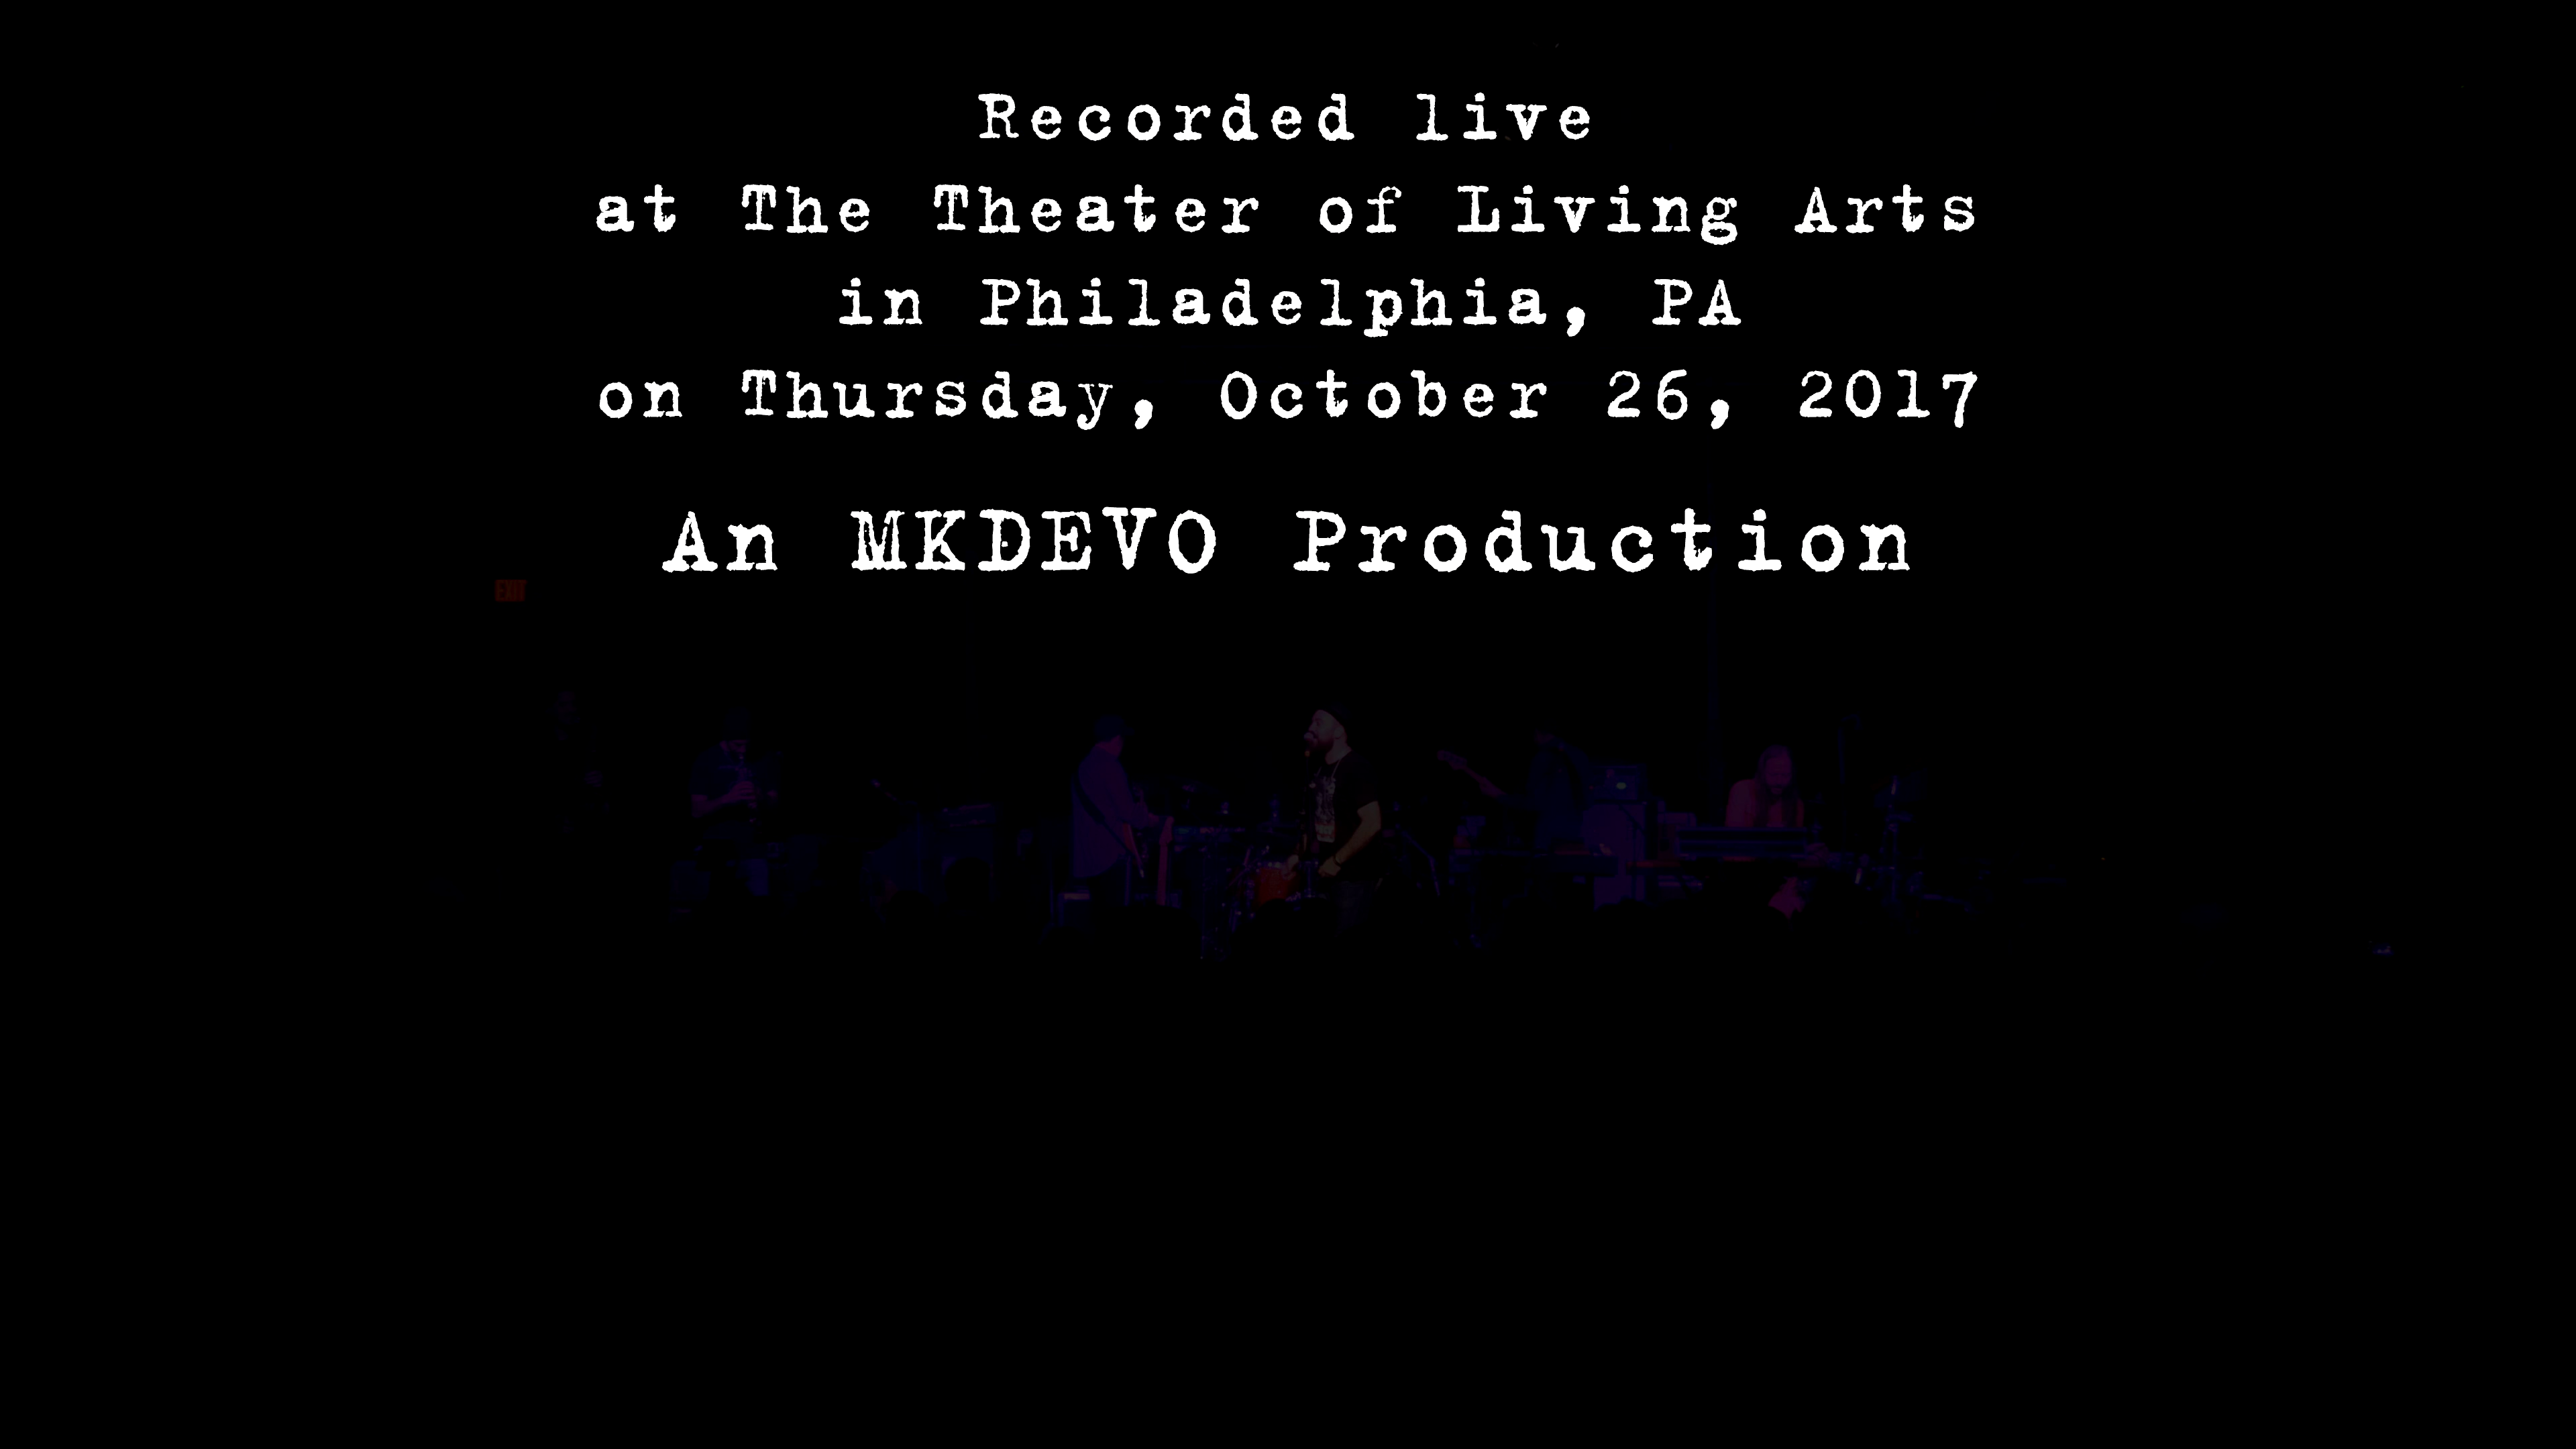 Recorded live
at The Theater of Living Arts
in Philadelphia, PA
on Thursday, October 26, 2017
An MKDEVO Production
EXIT